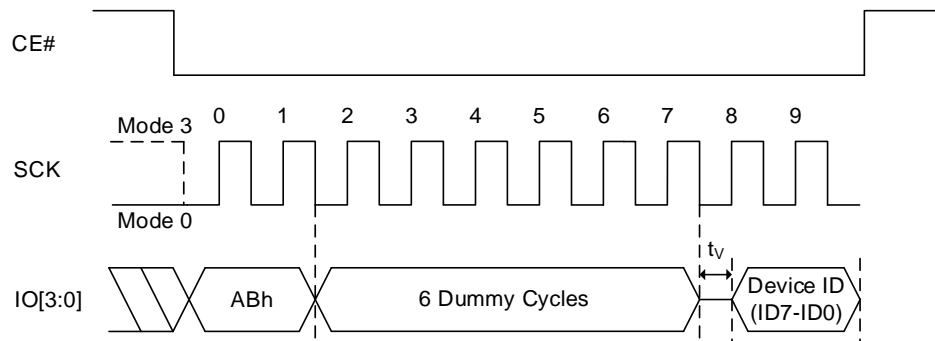 CE#
0 1 2 3 4 5 6 7 8 9
Mode 3
SCK
Mode 0
tV
IO[3:0]
ABh
6 Dummy Cycles
Device ID
(ID7-ID0)